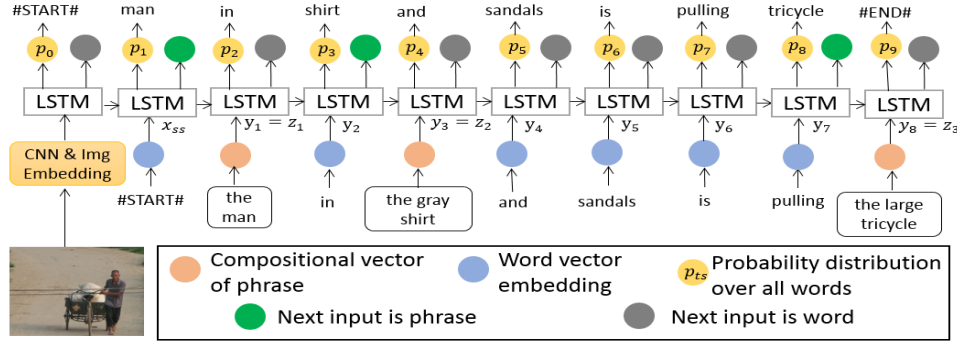 #START# man in shirt and sandals is pulling tricycle #END#
p0 p1 p2 p3 p4 p5 p6 p7 p8 p9
LSTM LSTM LSTM LSTM LSTM LSTM LSTM LSTM LSTM LSTM
xss y1 = z1 y2 y3 = z2 y4 y5 y6 y7 y8 = z3
CNN & Img
Embedding
#START# the
man in the gray
shirt and sandals is pulling the large
tricycle
Compositional vector
of phrase
Word vector
embedding
pts Probability distribution
over all words
Next input is phrase
Next input is word